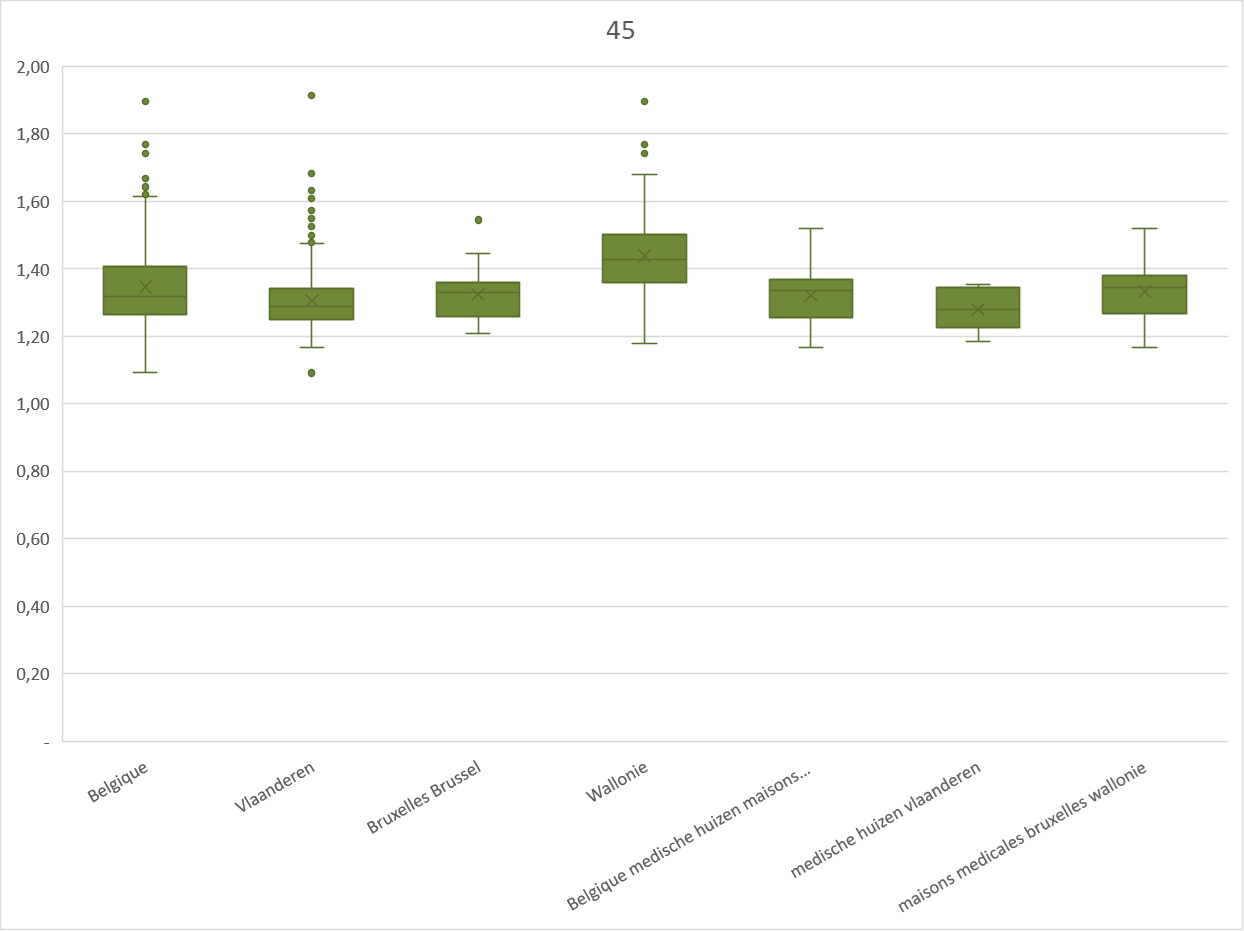 45
2,00
1,80
1,60
1,40
1,20
1,00
0,80
0,60
0,40
0,20
-
Belgique
Vlaanderen
Bruxelles Brussel
Wallonie
Belgique medische huizen maisons...
medische huizen vlaanderen
maisons medicales bruxelles wallonie